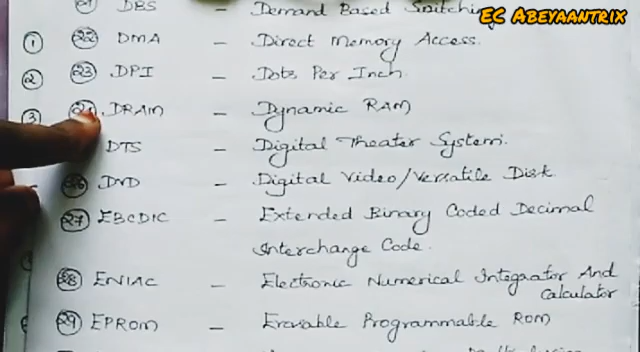 EC ABEYAANTRIX
21 DBS - Demand Based Switching
1 22 DMA - Direct Memory Access.
2 23 .DPI - Dots Per Inch.
3 24 .DRAM - Dynamic RAM
DTS - Digital Theater System.
26 DVD - Digital Video/Versatile Disk.
27 EBCDIC - Extended Binary Coded Decimal
Interchange Code.
28 ENIAC - Electronic Numerical Integrator And
Calculator
29 EPROM - Erasable Programmable ROM